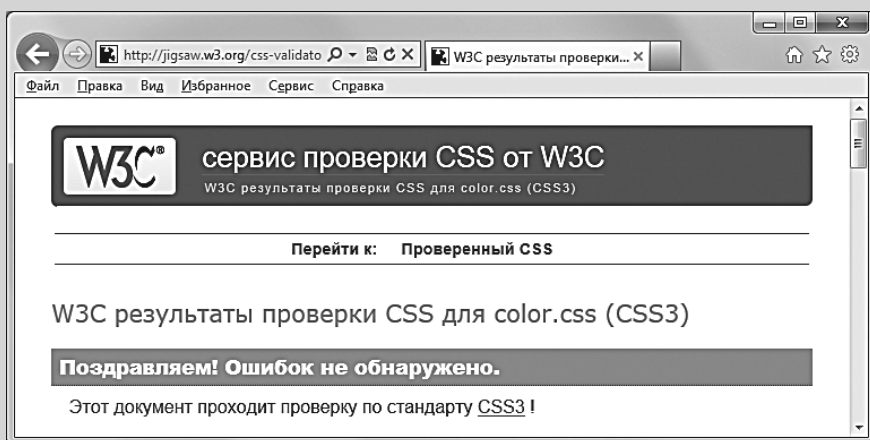 http://jigsaw.w3.org/css-validato
W3C результаты проверки...
Файл Правка Вид Избранное Сервис Справка
W3C®
сервис проверки CSS от W3C
W3C результаты проверки CSS для color.css (CSS3)
Перейти к: Проверенный CSS
W3C результаты проверки CSS для color.css (CSS3)
Поздравляем! Ошибок не обнаружено.
Этот документ проходит проверку по стандарту CSS3 !